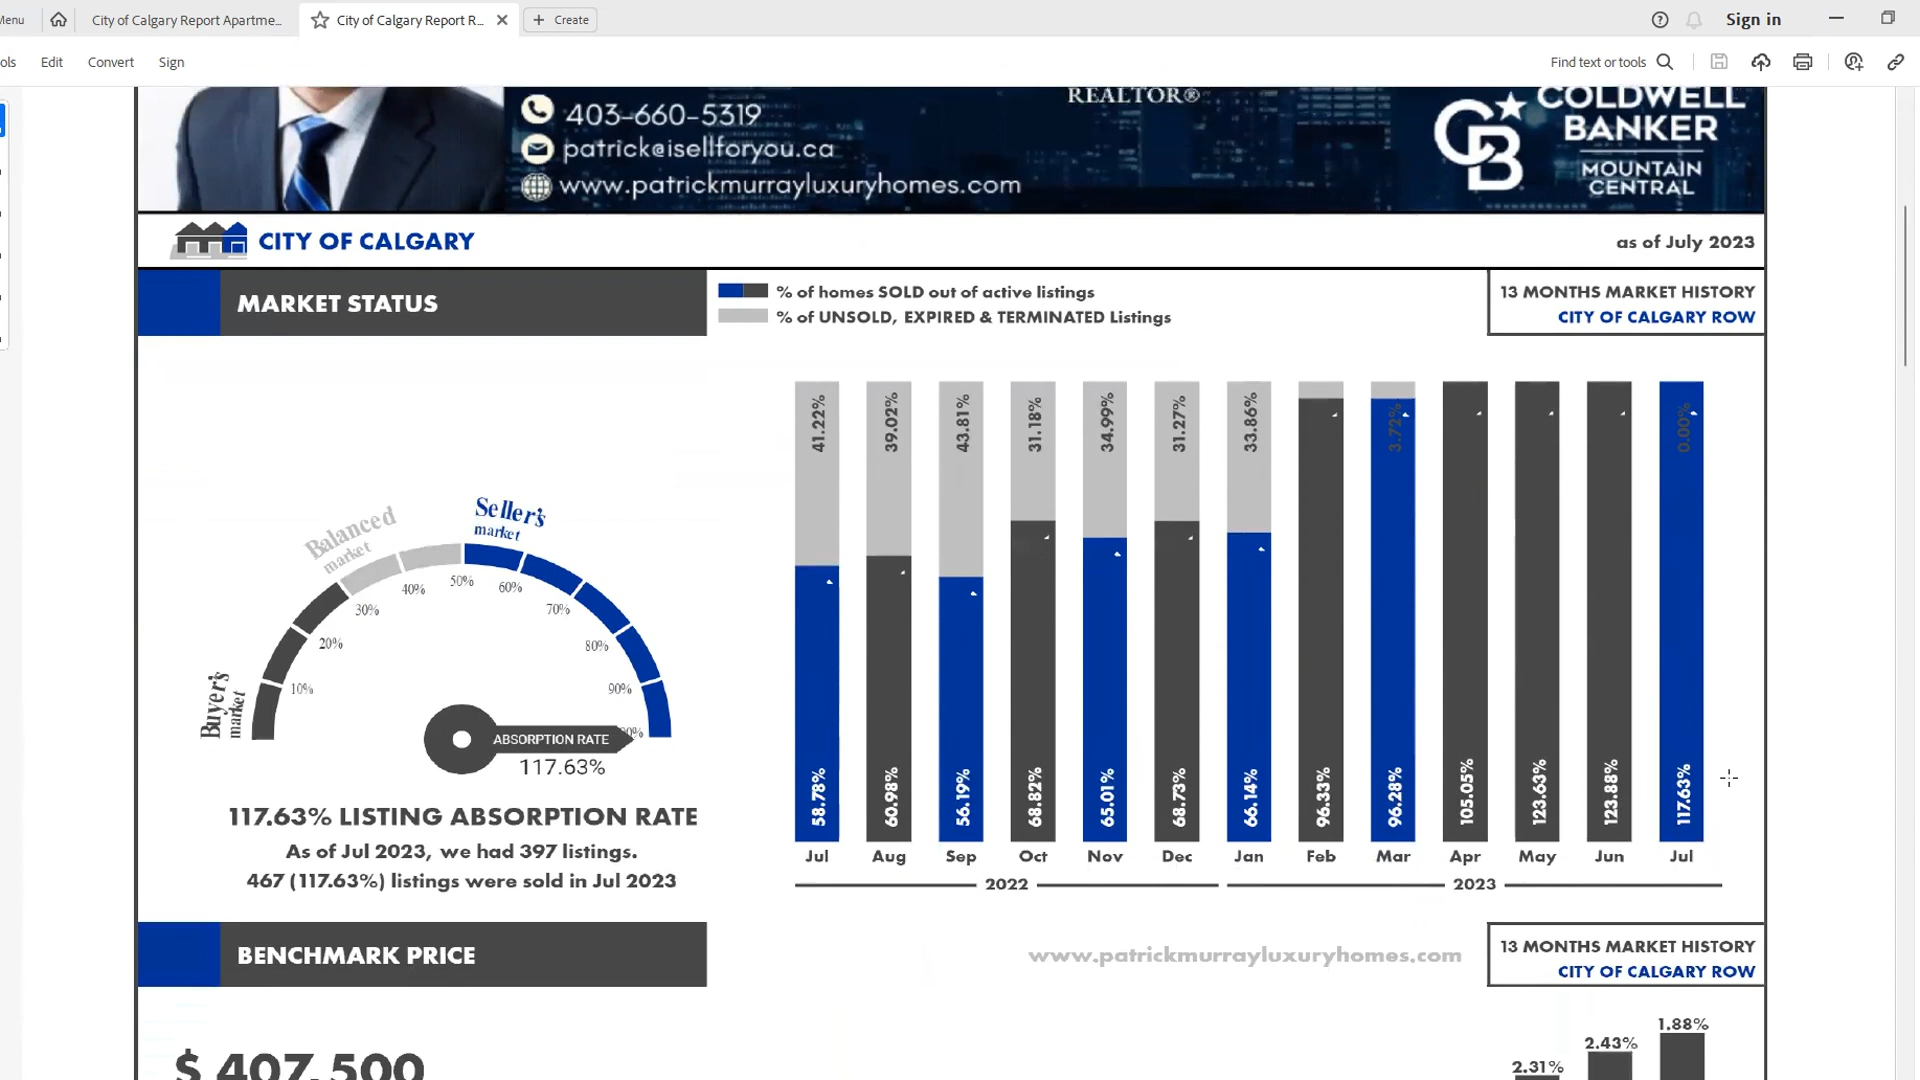 Menu
City of Calgary Report Apartme...
City of Calgary Report R...
Create
Sign in
Edit
Convert
Sign
Find text or tools
REALTOR®
403-660-5319
patrick@isellforyou.ca
www.patrickmurrayluxuryhomes.com
CB
COLDWELL
BANKER
MOUNTAIN
CENTRAL
CITY OF CALGARY
as of July 2023
MARKET STATUS
% of homes SOLD out of active listings
% of UNSOLD, EXPIRED & TERMINATED Listings
13 MONTHS MARKET HISTORY
CITY OF CALGARY ROW
41.22% 39.02% 43.81% 31.18% 34.99% 31.27% 33.86% 3.72% 0.00%
Balanced
market
Seller's
market
Buyer's
market
10% 20% 30% 40% 50% 60% 70% 80% 90%
ABSORPTION RATE
117.63%
58.78% 60.98% 56.19% 68.82% 65.01% 68.73% 66.14% 96.33% 96.28% 105.05% 123.63% 123.88% 117.63%
Jul Aug Sep Oct Nov Dec Jan Feb Mar Apr May Jun Jul
2022 2023
117.63% LISTING ABSORPTION RATE
As of Jul 2023, we had 397 listings.
467 (117.63%) listings were sold in Jul 2023
BENCHMARK PRICE
www.patrickmurrayluxuryhomes.com
13 MONTHS MARKET HISTORY
CITY OF CALGARY ROW
$ 407,500
2.31% 2.43% 1.88%